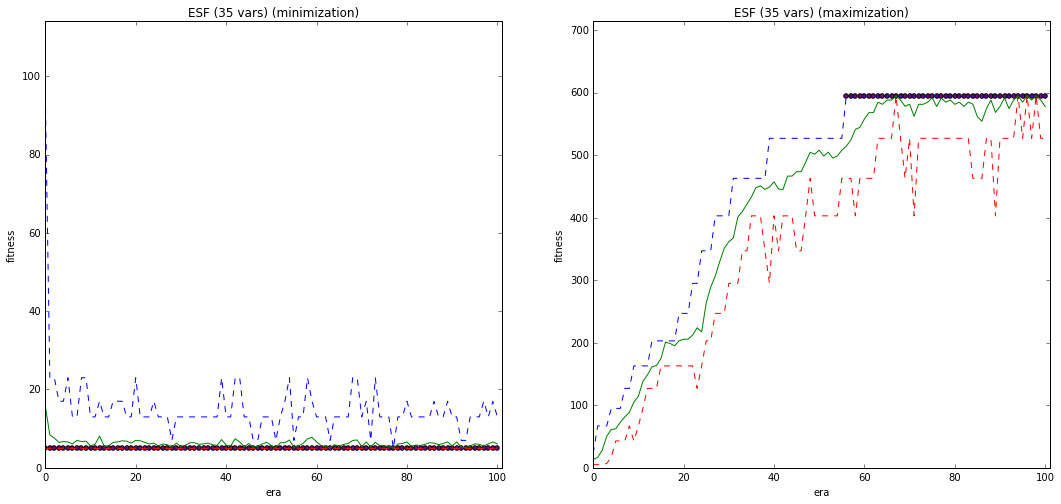 ESF (35 vars) (minimization)
fitness
100
80
60
40
20
0
0 20 40 60 80 100
era
ESF (35 vars) (maximization)
fitness
700
600
500
400
300
200
100
0
0 20 40 60 80 100
era